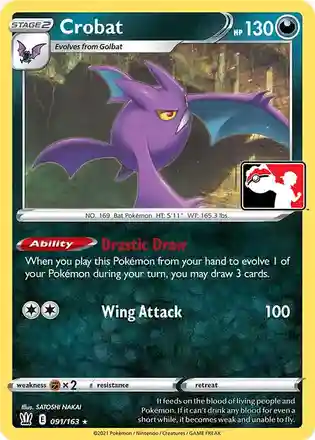 STAGE 2
Crobat
HP 130
Evolves from Golbat
NO. 169 Bat Pokémon HT: 5'11" WT: 165.3 lbs
Ability Drastic Draw
When you play this Pokémon from your hand to evolve 1 of
your Pokémon during your turn, you may draw 3 cards.
Wing Attack 100
weakness ×2 resistance retreat
Illus. SATOSHI NAKAI
E 091/163 ★
It feeds on the blood of living people and
Pokémon. If it can't drink any blood for even a
short while, it becomes weak and unable to fly.
©2021 Pokémon / Nintendo / Creatures / GAME FREAK